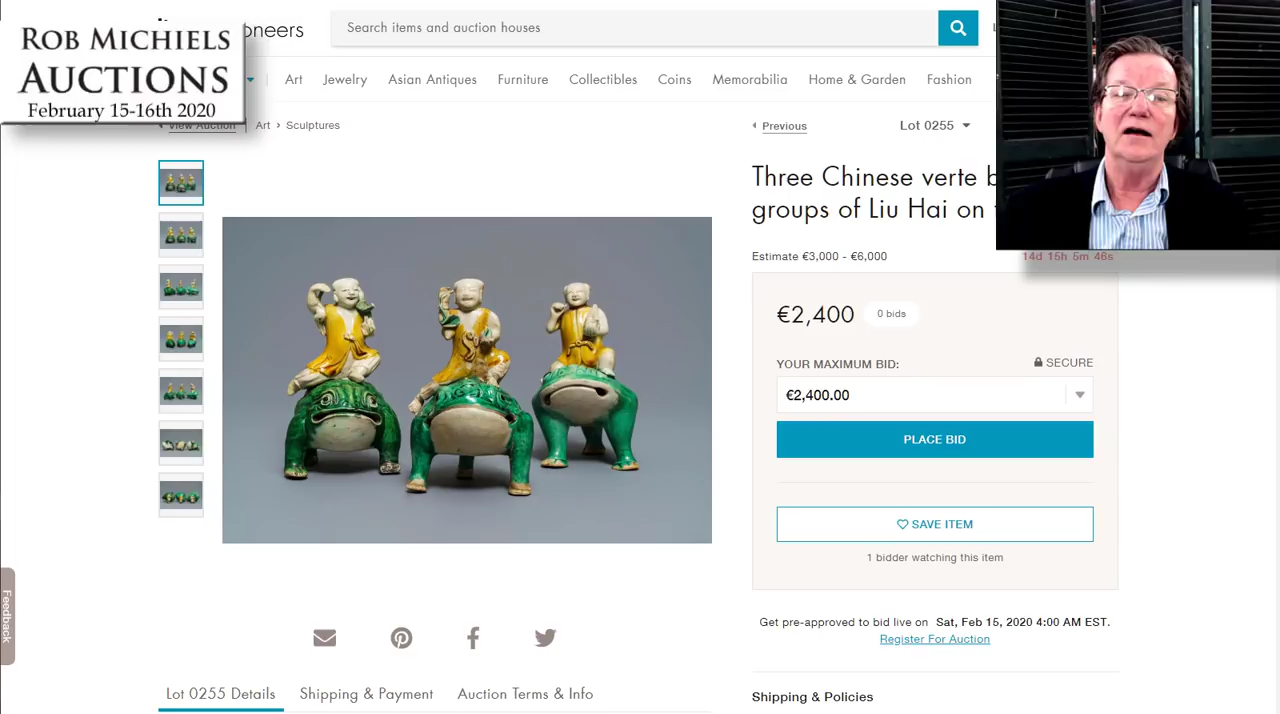 ROB MICHIELS
AUCTIONS
February 15-16th 2020
Search items and auction houses
Art
Jewelry
Asian Antiques
Furniture
Collectibles
Coins
Memorabilia
Home & Garden
Fashion
View Auction
Art › Sculptures
Previous
Lot 0255
Three Chinese verte
groups of Liu Hai on
Estimate €3,000 - €6,000
14d 15h 5m 46s
€2,400
0 bids
YOUR MAXIMUM BID:
SECURE
€2,400.00
PLACE BID
SAVE ITEM
1 bidder watching this item
Get pre-approved to bid live on Sat, Feb 15, 2020 4:00 AM EST.
Register For Auction
Feedback
Lot 0255 Details
Shipping & Payment
Auction Terms & Info
Shipping & Policies